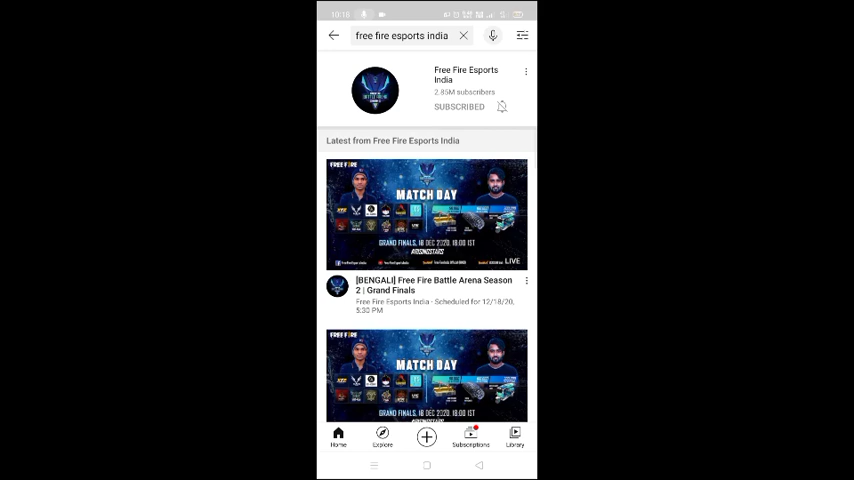 10:16
free fire esports india
Free Fire Esports
India
2.85M subscribers
SUBSCRIBED
Latest from Free Fire Esports India
FREE FIRE
MATCH DAY
GRAND FINALS, 18 DEC 2020, 18:00 IST
#RISINGSTARS
LIVE
[BENGALI] Free Fire Battle Arena Season
2 | Grand Finals
Free Fire Esports India · Scheduled for 12/18/20,
5:30 PM
FREE FIRE
MATCH DAY
GRAND FINALS, 18 DEC 2020, 18:00 IST
#RISINGSTARS
Home
Explore
Subscriptions
Library